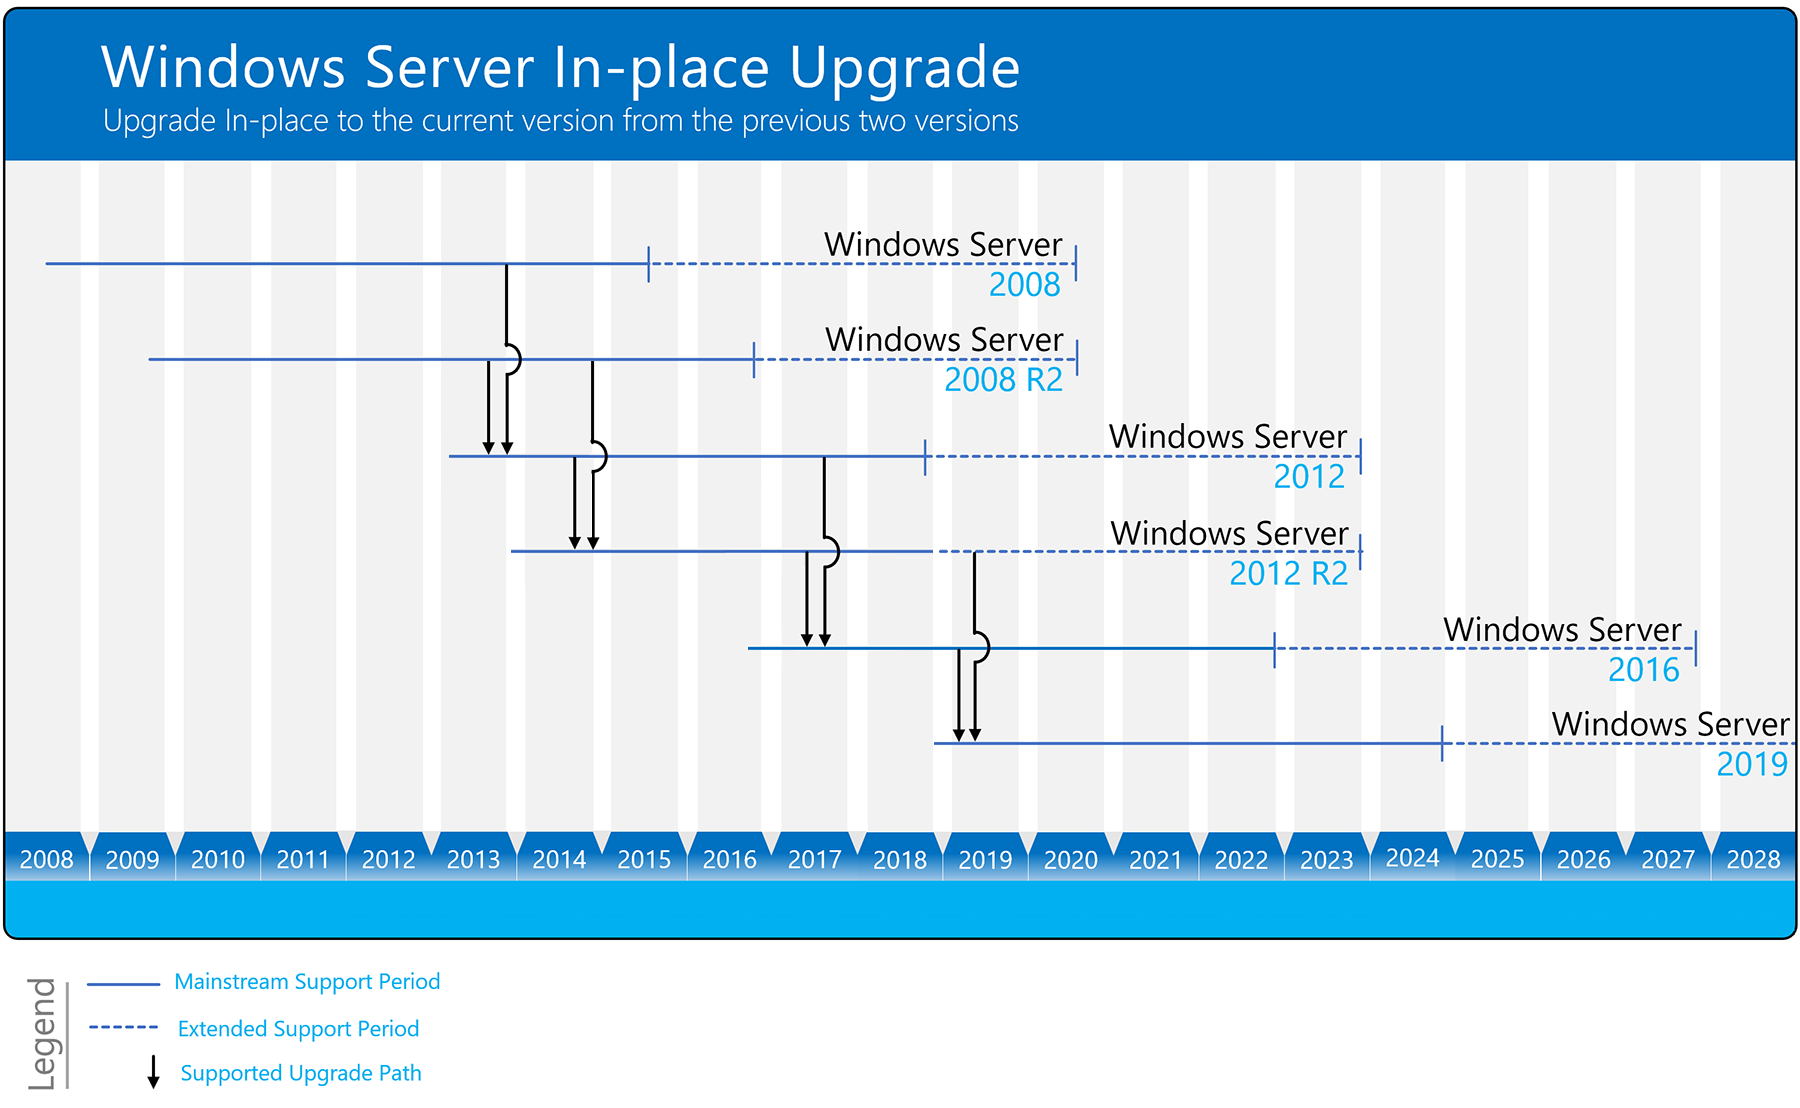 Windows Server In-place Upgrade
Upgrade In-place to the current version from the previous two versions
Windows Server
2008
Windows Server
2008 R2
Windows Server
2012
Windows Server
2012 R2
Windows Server
2016
Windows Server
2019
2008 2009 2010 2011 2012 2013 2014 2015 2016 2017 2018 2019 2020 2021 2022 2023 2024 2025 2026 2027 2028
Legend
Mainstream Support Period
Extended Support Period
Supported Upgrade Path